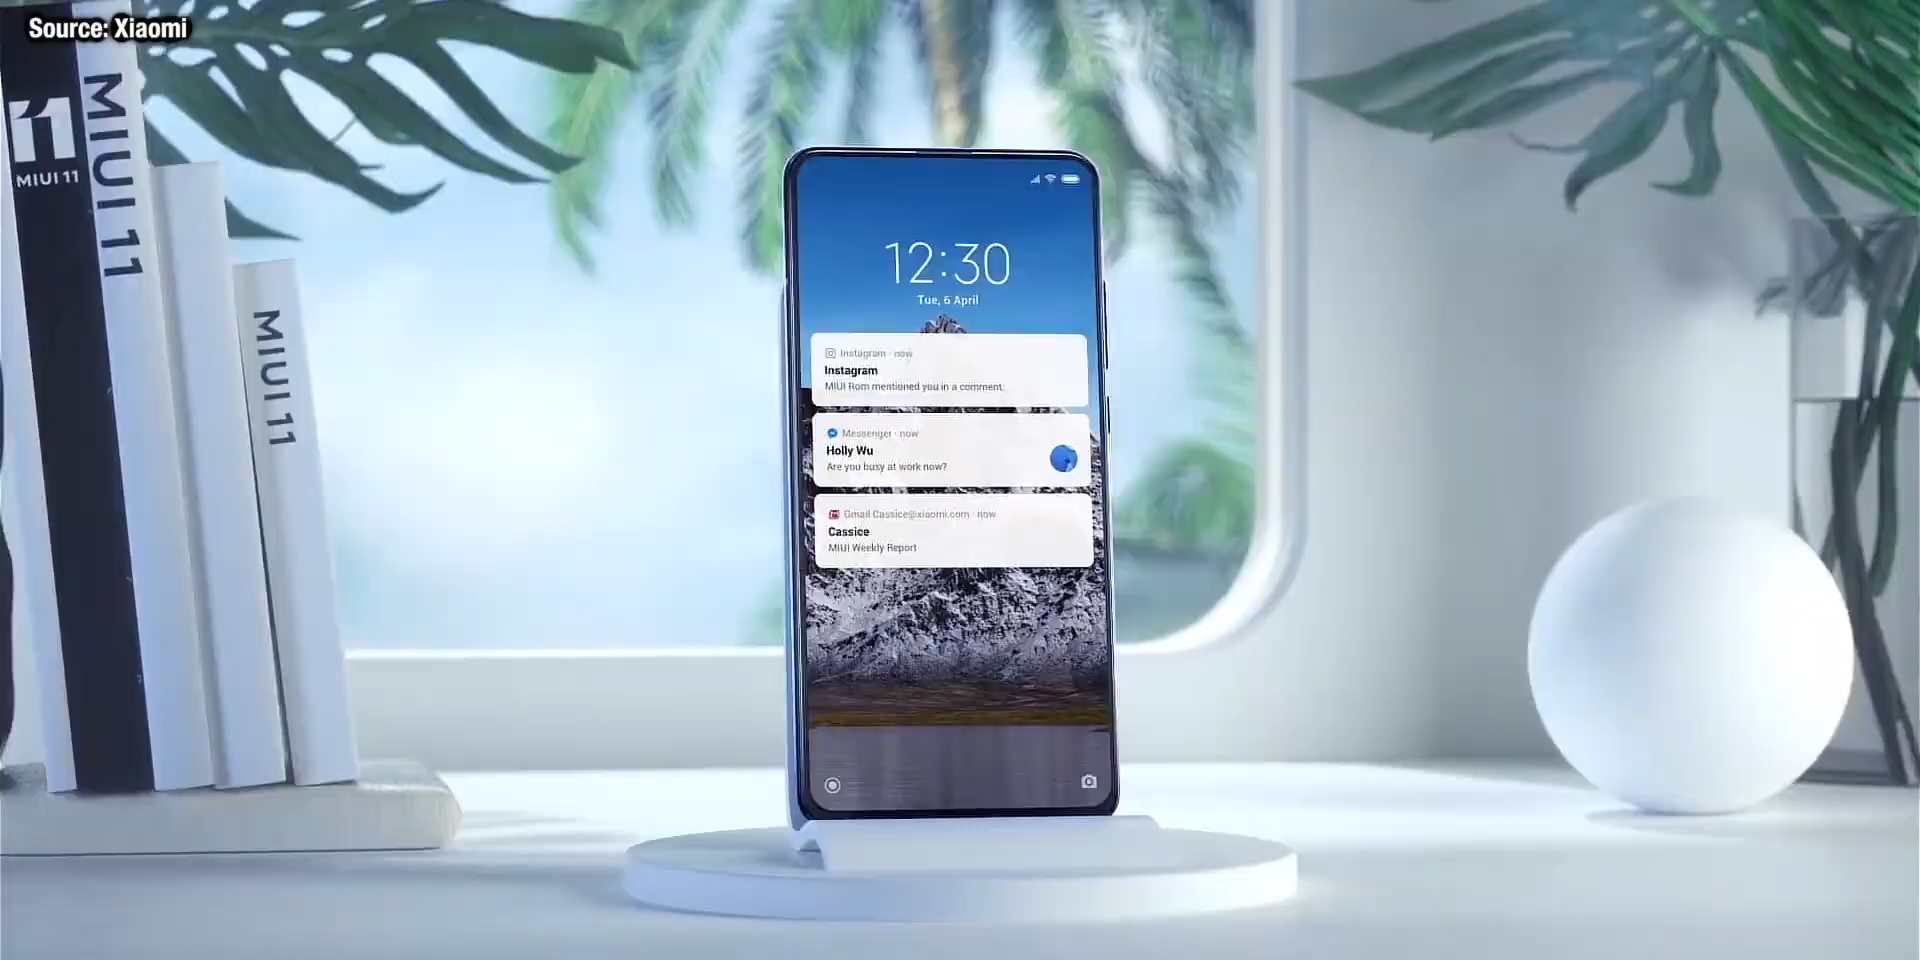 Source: Xiaomi
11
MIUI 11
MIUI 11
MIUI 11
12:30
Tue, 6 April
Instagram · now
Instagram
MIUI Rom mentioned you in a comment.
Messenger · now
Holly Wu
Are you busy at work now?
Gmail Cassice@xiaomi.com · now
Cassice
MIUI Weekly Report